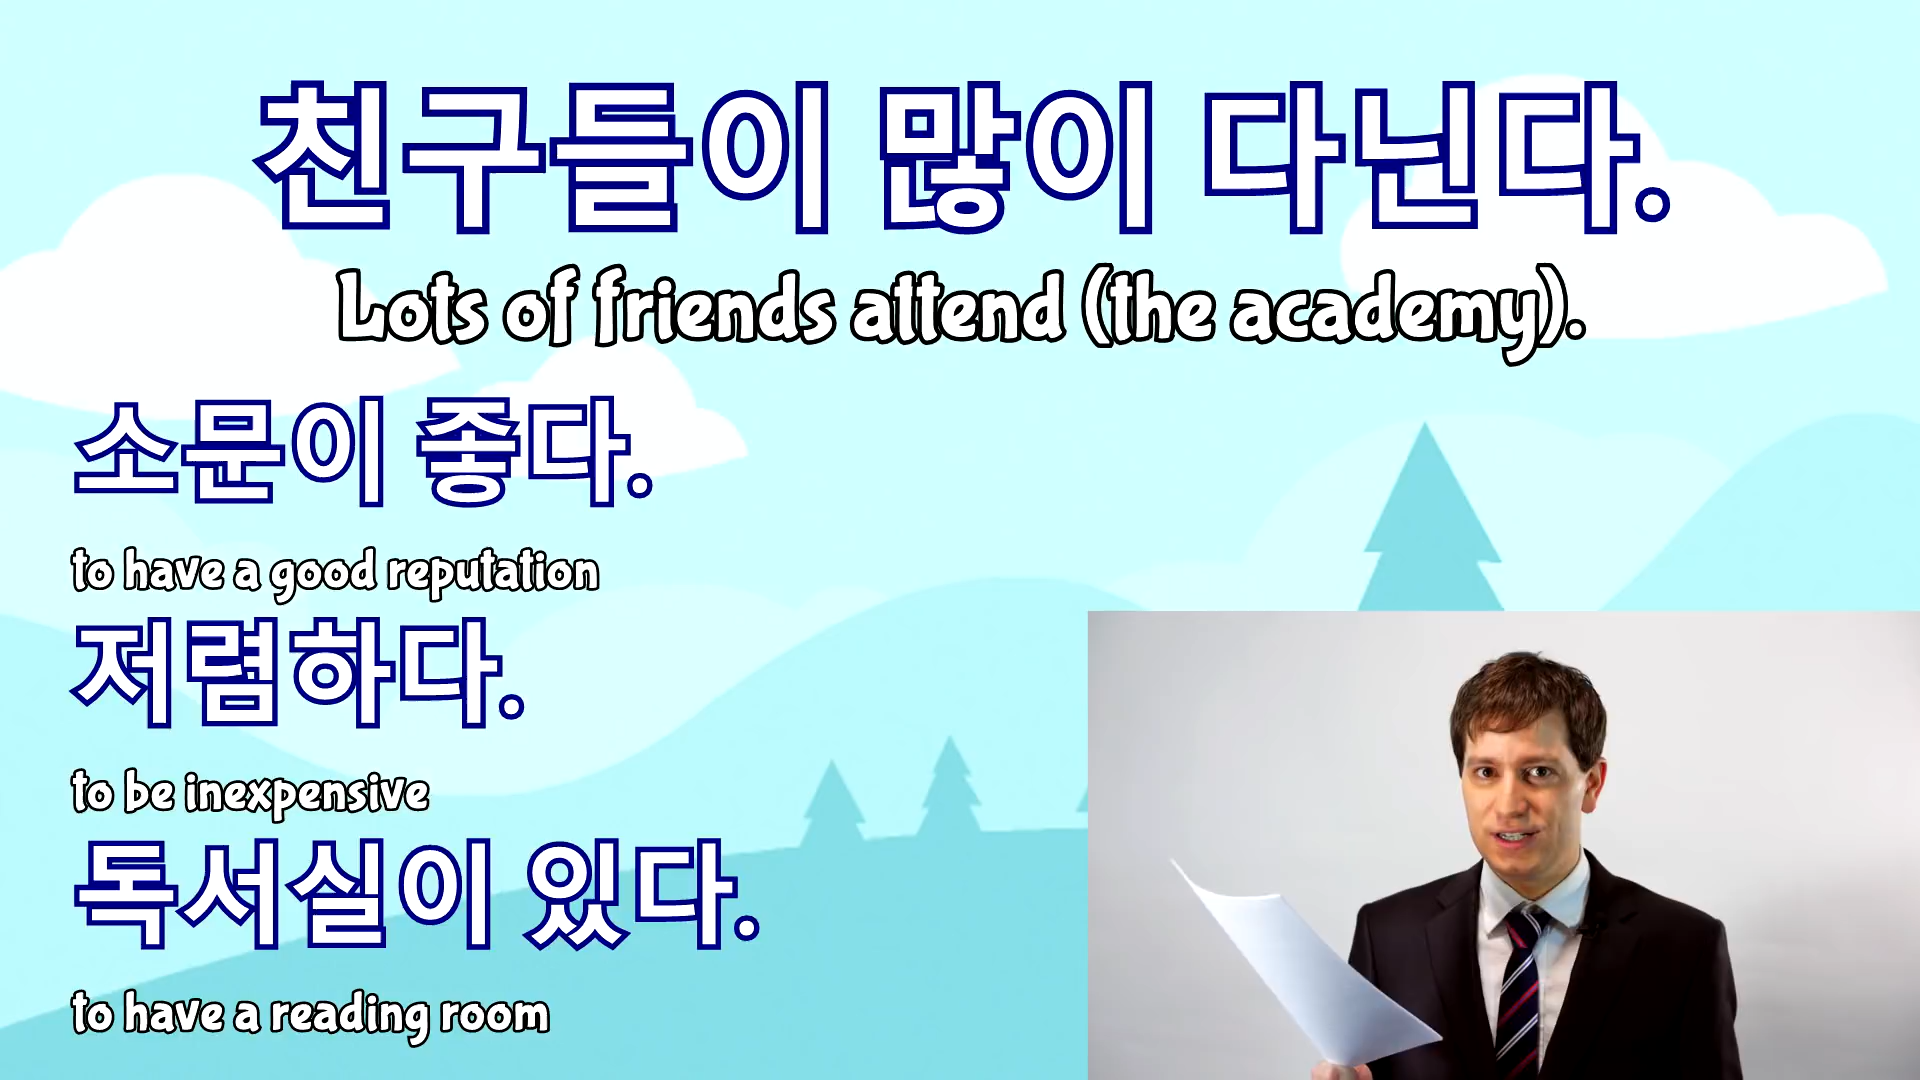 친구들이 많이 다닌다.
Lots of friends attend (the academy).
소문이 좋다.
to have a good reputation
저렴하다.
to be inexpensive
독서실이 있다.
to have a reading room